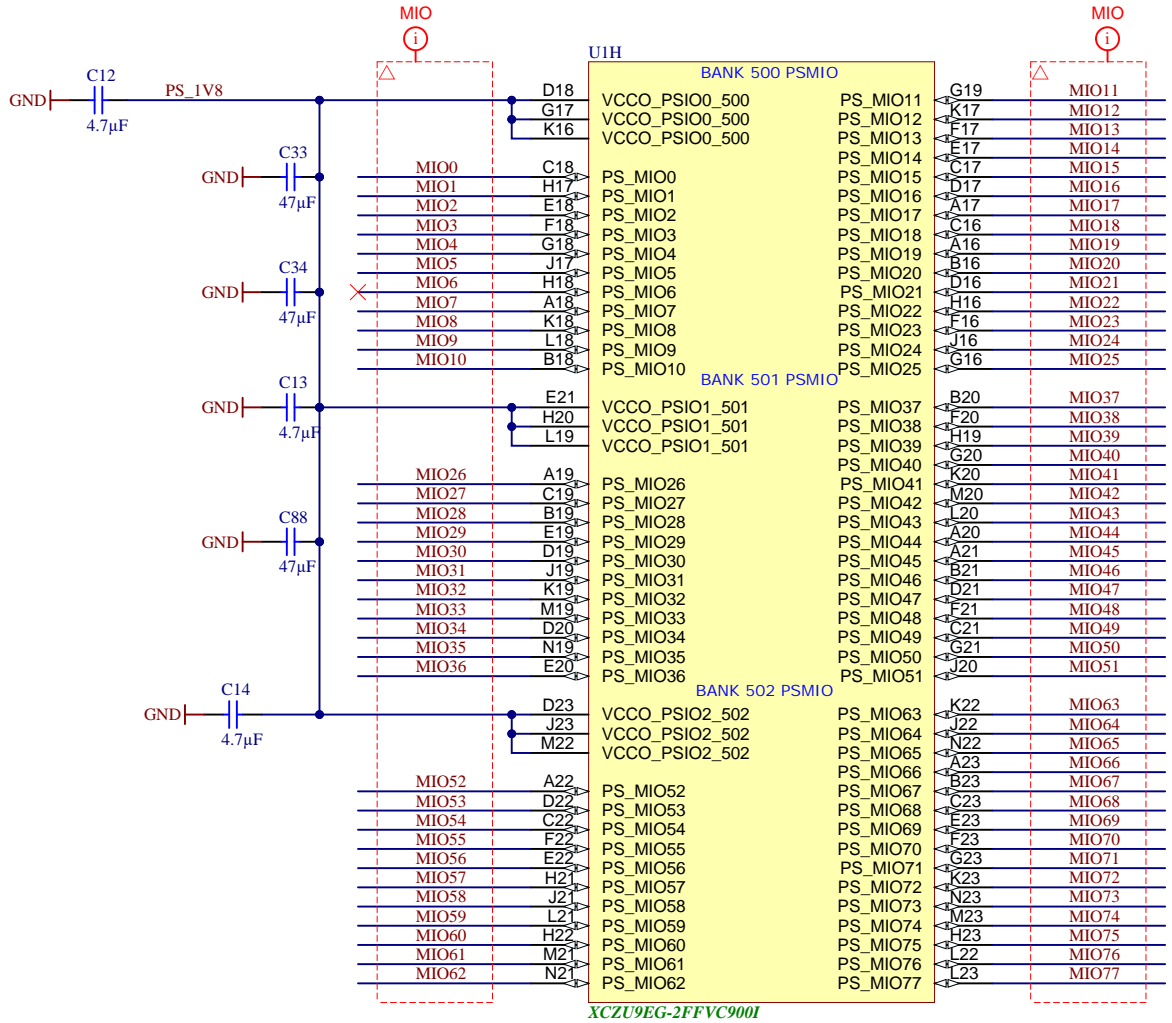 MIO
i
MIO
i
U1H
BANK 500 PSMIO
C12
GND
4.7µF
PS_1V8
D18 VCCO_PSIO0_500 PS_MIO11 G19 MIO11
G17 VCCO_PSIO0_500 PS_MIO12 K17 MIO12
K16 VCCO_PSIO0_500 PS_MIO13 F17 MIO13
PS_MIO14 E17 MIO14
C33
GND
47µF
MIO0 C18 PS_MIO0 PS_MIO15 C17 MIO15
MIO1 H17 PS_MIO1 PS_MIO16 D17 MIO16
MIO2 E18 PS_MIO2 PS_MIO17 A17 MIO17
MIO3 F18 PS_MIO3 PS_MIO18 C16 MIO18
MIO4 G18 PS_MIO4 PS_MIO19 A16 MIO19
MIO5 J17 PS_MIO5 PS_MIO20 B16 MIO20
C34
GND
47µF
MIO6 H18 PS_MIO6 PS_MIO21 D16 MIO21
MIO7 A18 PS_MIO7 PS_MIO22 H16 MIO22
MIO8 K18 PS_MIO8 PS_MIO23 F16 MIO23
MIO9 L18 PS_MIO9 PS_MIO24 J16 MIO24
MIO10 B18 PS_MIO10 PS_MIO25 G16 MIO25
BANK 501 PSMIO
C13
GND
4.7µF
E21 VCCO_PSIO1_501 PS_MIO37 B20 MIO37
H20 VCCO_PSIO1_501 PS_MIO38 F20 MIO38
L19 VCCO_PSIO1_501 PS_MIO39 H19 MIO39
PS_MIO40 G20 MIO40
MIO26 A19 PS_MIO26 PS_MIO41 K20 MIO41
MIO27 C19 PS_MIO27 PS_MIO42 M20 MIO42
MIO28 B19 PS_MIO28 PS_MIO43 L20 MIO43
C88
GND
47µF
MIO29 E19 PS_MIO29 PS_MIO44 A20 MIO44
MIO30 D19 PS_MIO30 PS_MIO45 A21 MIO45
MIO31 J19 PS_MIO31 PS_MIO46 B21 MIO46
MIO32 K19 PS_MIO32 PS_MIO47 D21 MIO47
MIO33 M19 PS_MIO33 PS_MIO48 F21 MIO48
MIO34 D20 PS_MIO34 PS_MIO49 C21 MIO49
MIO35 N19 PS_MIO35 PS_MIO50 G21 MIO50
MIO36 E20 PS_MIO36 PS_MIO51 J20 MIO51
BANK 502 PSMIO
C14
GND
4.7µF
D23 VCCO_PSIO2_502 PS_MIO63 K22 MIO63
J23 VCCO_PSIO2_502 PS_MIO64 J22 MIO64
M22 VCCO_PSIO2_502 PS_MIO65 N22 MIO65
PS_MIO66 A23 MIO66
MIO52 A22 PS_MIO52 PS_MIO67 B23 MIO67
MIO53 D22 PS_MIO53 PS_MIO68 C23 MIO68
MIO54 C22 PS_MIO54 PS_MIO69 E23 MIO69
MIO55 F22 PS_MIO55 PS_MIO70 F23 MIO70
MIO56 E22 PS_MIO56 PS_MIO71 G23 MIO71
MIO57 H21 PS_MIO57 PS_MIO72 K23 MIO72
MIO58 J21 PS_MIO58 PS_MIO73 N23 MIO73
MIO59 L21 PS_MIO59 PS_MIO74 M23 MIO74
MIO60 H22 PS_MIO60 PS_MIO75 H23 MIO75
MIO61 M21 PS_MIO61 PS_MIO76 L22 MIO76
MIO62 N21 PS_MIO62 PS_MIO77 L23 MIO77
XCZU9EG-2FFVC900I